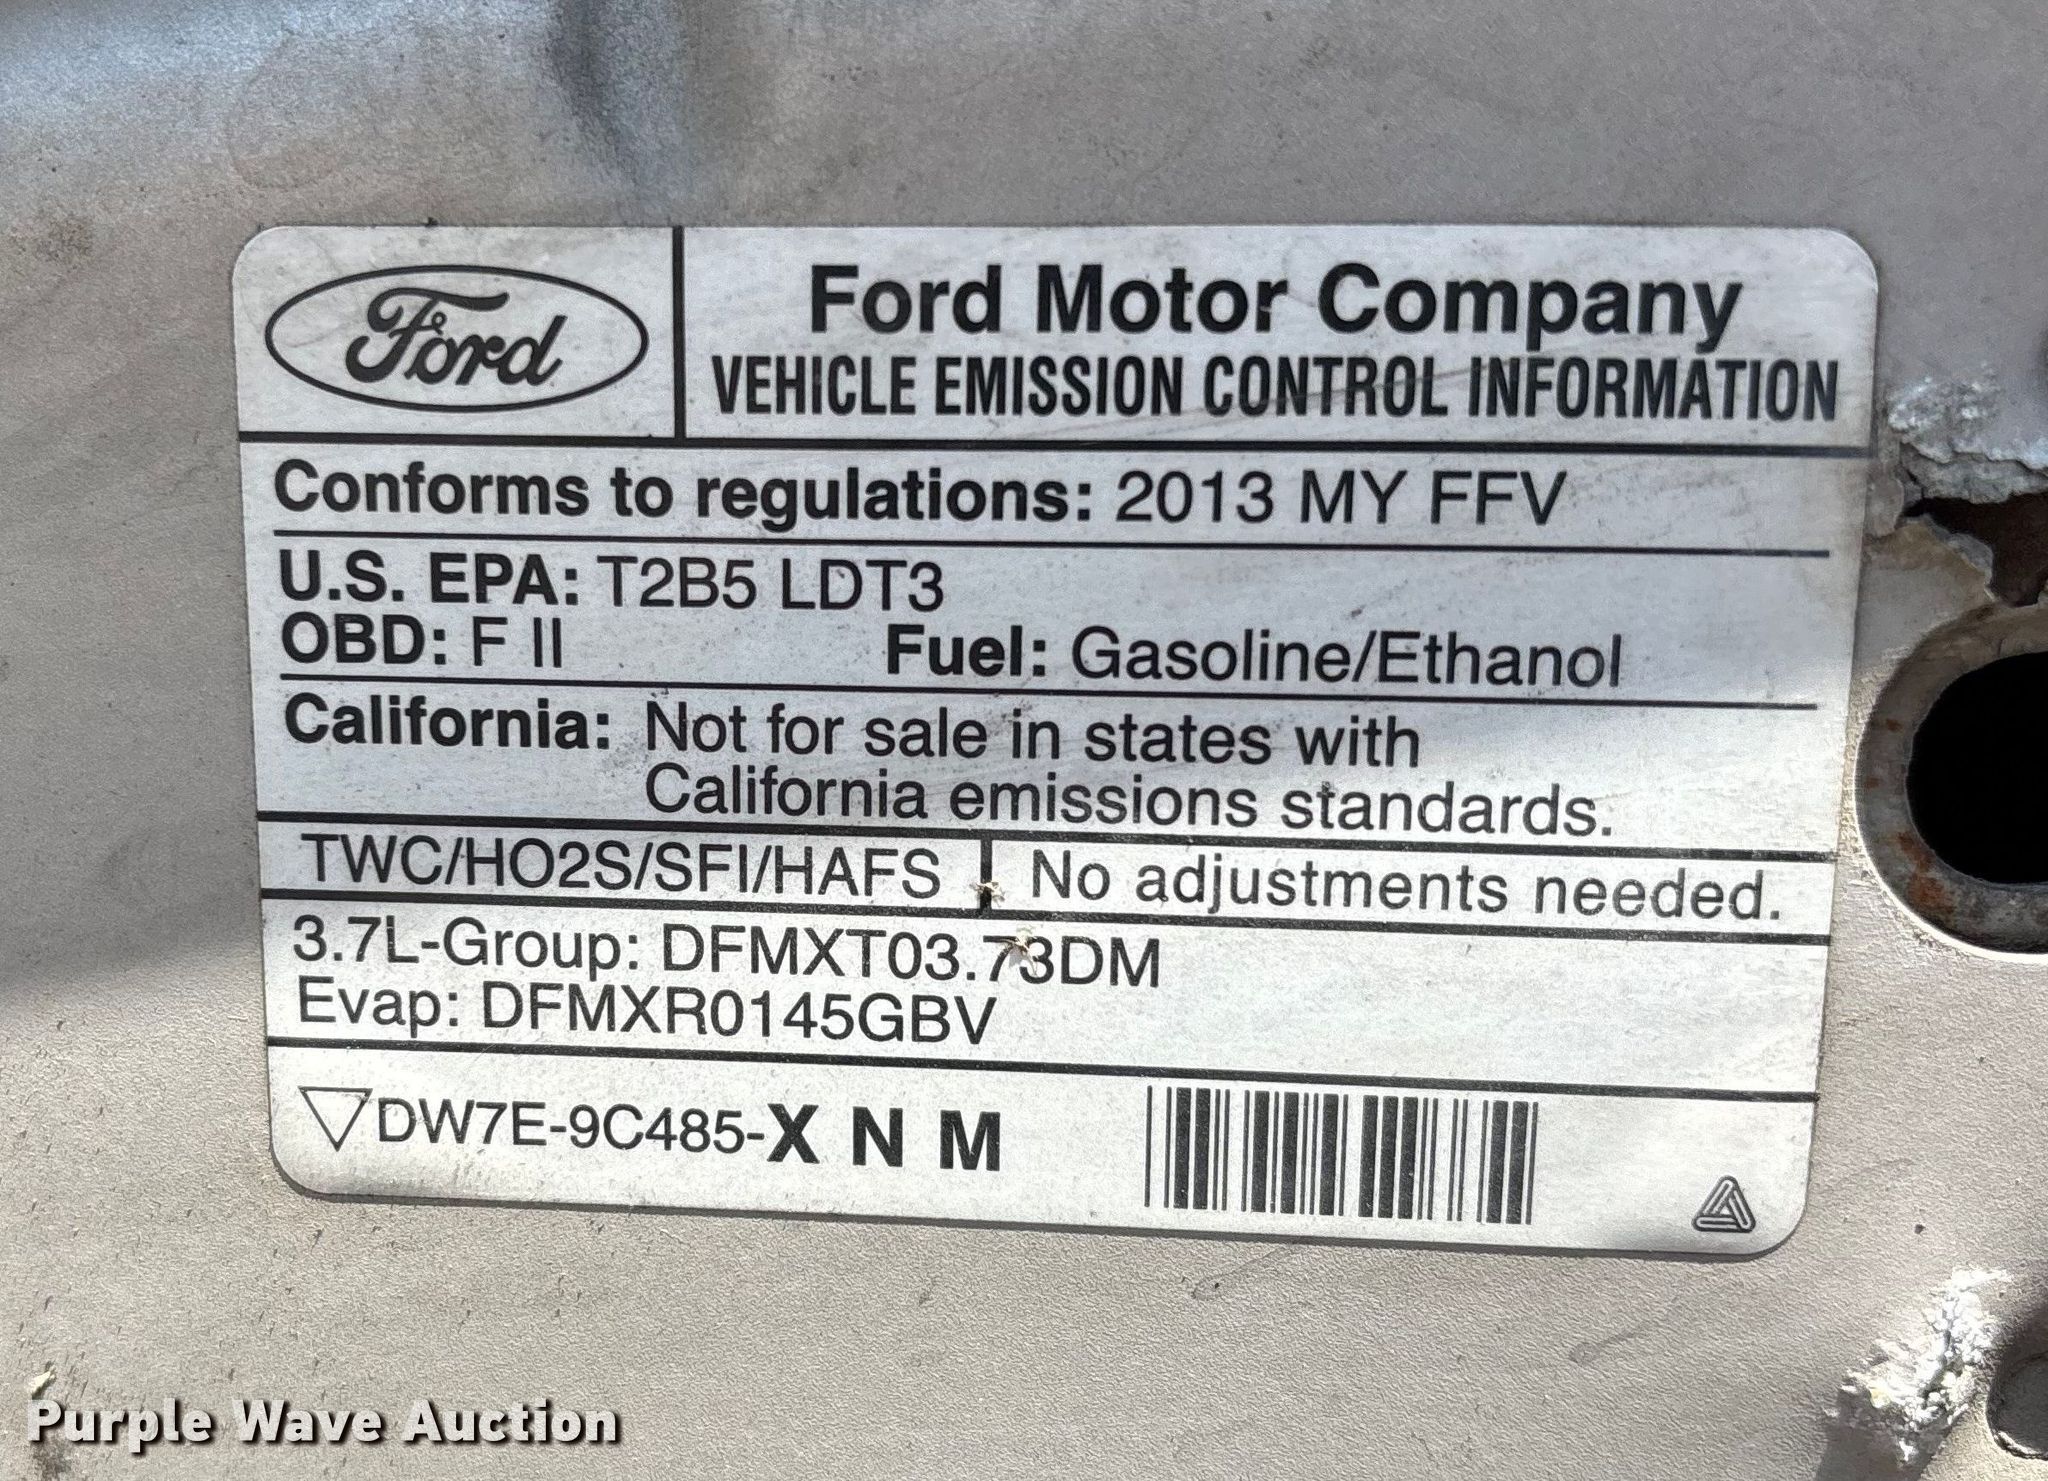 Ford
Ford Motor Company
VEHICLE EMISSION CONTROL INFORMATION
Conforms to regulations: 2013 MY FFV
U.S. EPA: T2B5 LDT3
OBD: F II Fuel: Gasoline/Ethanol
California: Not for sale in states with
California emissions standards.
TWC/HO2S/SFI/HAFS No adjustments needed.
3.7L-Group: DFMXT03.73DM
Evap: DFMXR0145GBV
DW7E-9C485-X N M
Purple Wave Auction